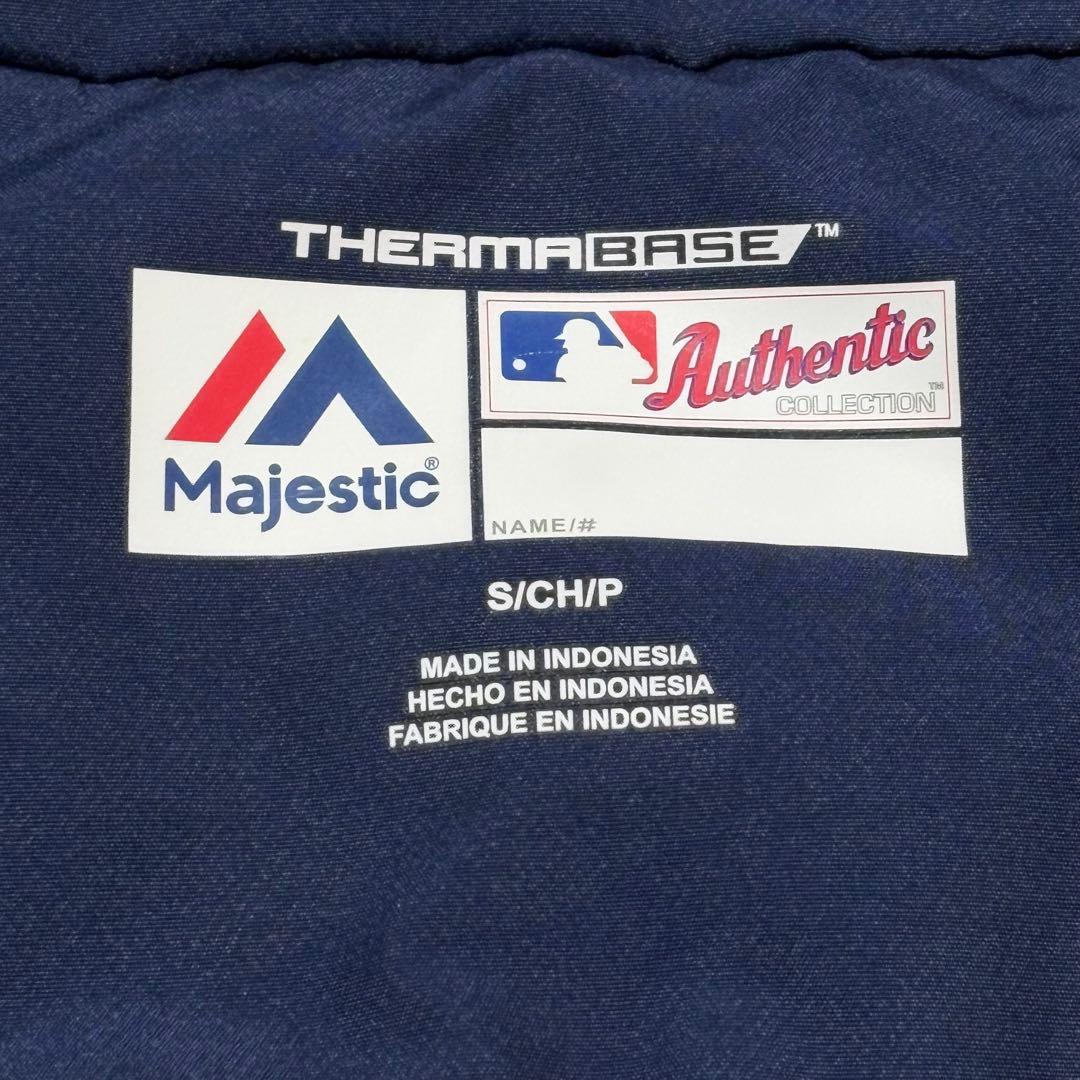 THERMABASE™
Majestic®
Authentic
COLLECTION™
NAME/#
S/CH/P
MADE IN INDONESIA
HECHO EN INDONESIA
FABRIQUE EN INDONESIE